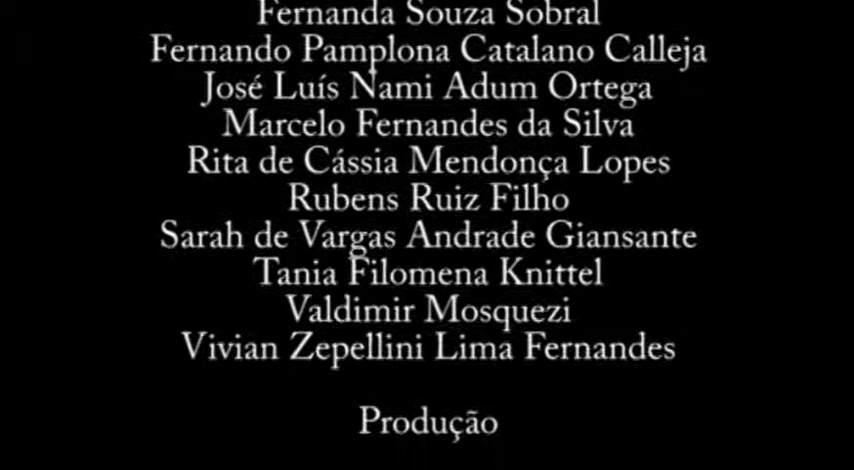 Fernanda Souza Sobral
Fernando Pamplona Catalano Calleja
José Luís Nami Adum Ortega
Marcelo Fernandes da Silva
Rita de Cássia Mendonça Lopes
Rubens Ruiz Filho
Sarah de Vargas Andrade Giansante
Tania Filomena Knittel
Valdimir Mosquezi
Vivian Zepellini Lima Fernandes
Produção